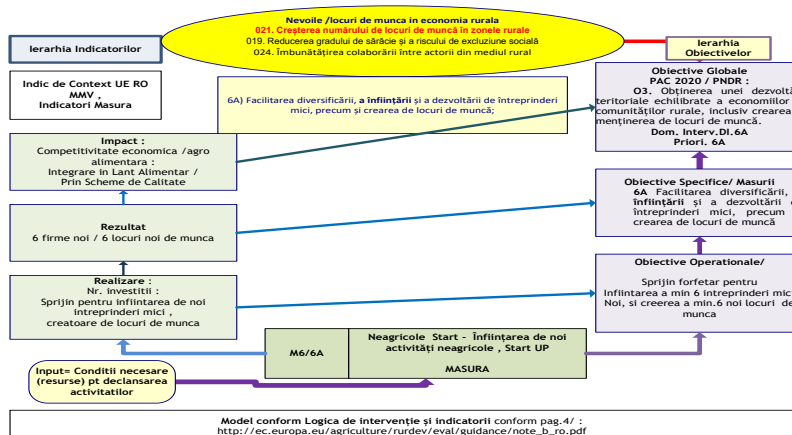 Nevoile /locuri de munca in economia rurala
021. Creșterea numărului de locuri de muncă în zonele rurale
019. Reducerea gradului de sărăcie și a riscului de excluziune socială
024. Îmbunătățirea colaborării între actorii din mediul rural
Ierarhia Indicatorilor
Ierarhia
Obiectivelor
Indic de Context UE RO
MMV ,
Indicatori Masura
6A) Facilitarea diversificării, a înființării și a dezvoltării de întreprinderi
mici, precum și crearea de locuri de muncă;
Obiective Globale
PAC 2020 / PNDR :
O3. Obținerea unei dezvoltă
teritoriale echilibrate a economiilor
comunităților rurale, inclusiv crearea
menținerea de locuri de muncă.
Dom. Interv.DI.6A
Priori. 6A
Impact :
Competitivitate economica /agro
alimentara :
Integrare in Lant Alimentar /
Prin Scheme de Calitate
Obiective Specifice/ Masurii
6A Facilitarea diversificării,
înființării și a dezvoltării
întreprinderi mici, precum
crearea de locuri de muncă
Rezultat
6 firme noi / 6 locuri noi de munca
Realizare :
Nr. investitii :
Sprijin pentru infiintarea de noi
intreprinderi mici ,
creatoare de locuri de munca
Obiective Operationale/
Sprijin forfetar pentru
Infiintarea a min 6 intreprinderi mici
Noi, si creerea a min.6 noi locuri de
munca
M6/6A
Neagricole Start - Înființarea de noi
activități neagricole , Start UP
MASURA
Input= Conditii necesare
(resurse) pt declansarea
activitatilor
Model conform Logica de intervenție și indicatorii conform pag.4/ :
http://ec.europa.eu/agriculture/rurdev/eval/guidance/note_b_ro.pdf